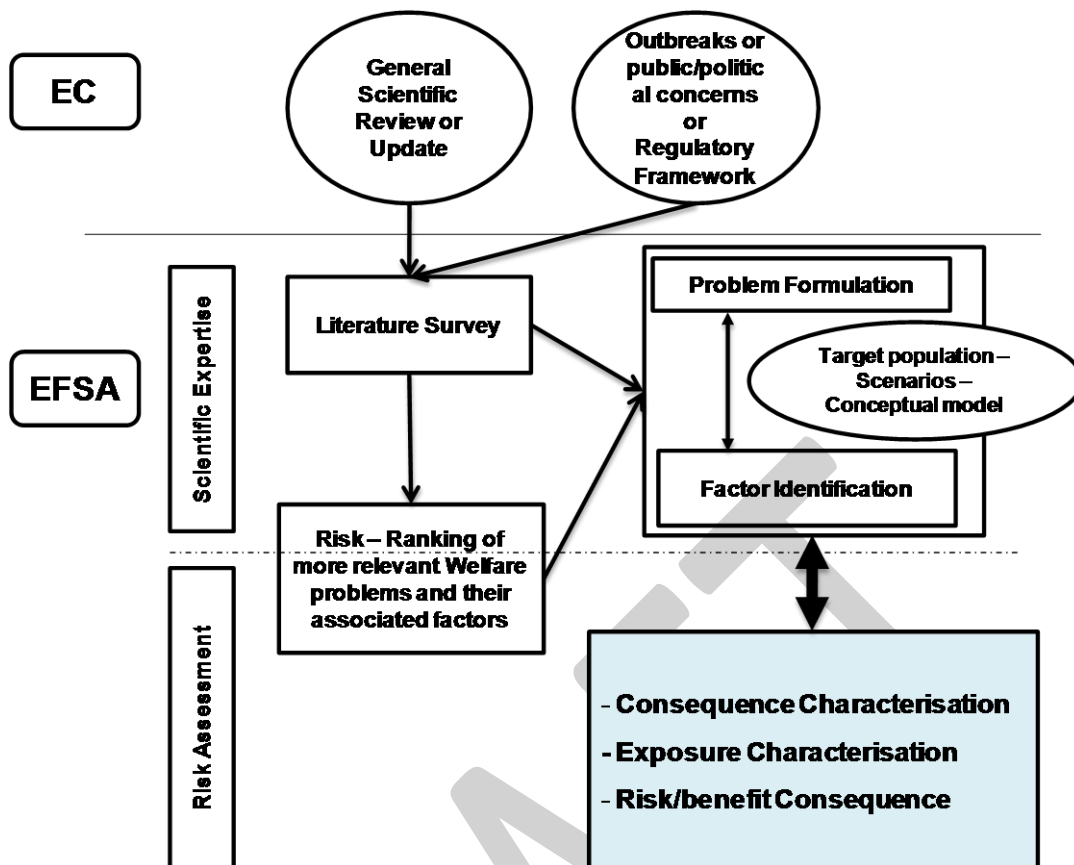 EC
General
Scientific
Review or
Update
Outbreaks or
public/politic
al concerns
or
Regulatory
Framework
EFSA
Scientific Expertise
Literature Survey
Problem Formulation
Target population –
Scenarios –
Conceptual model
Factor Identification
Risk – Ranking of
more relevant Welfare
problems and their
associated factors
Risk Assessment
- Consequence Characterisation
- Exposure Characterisation
- Risk/benefit Consequence